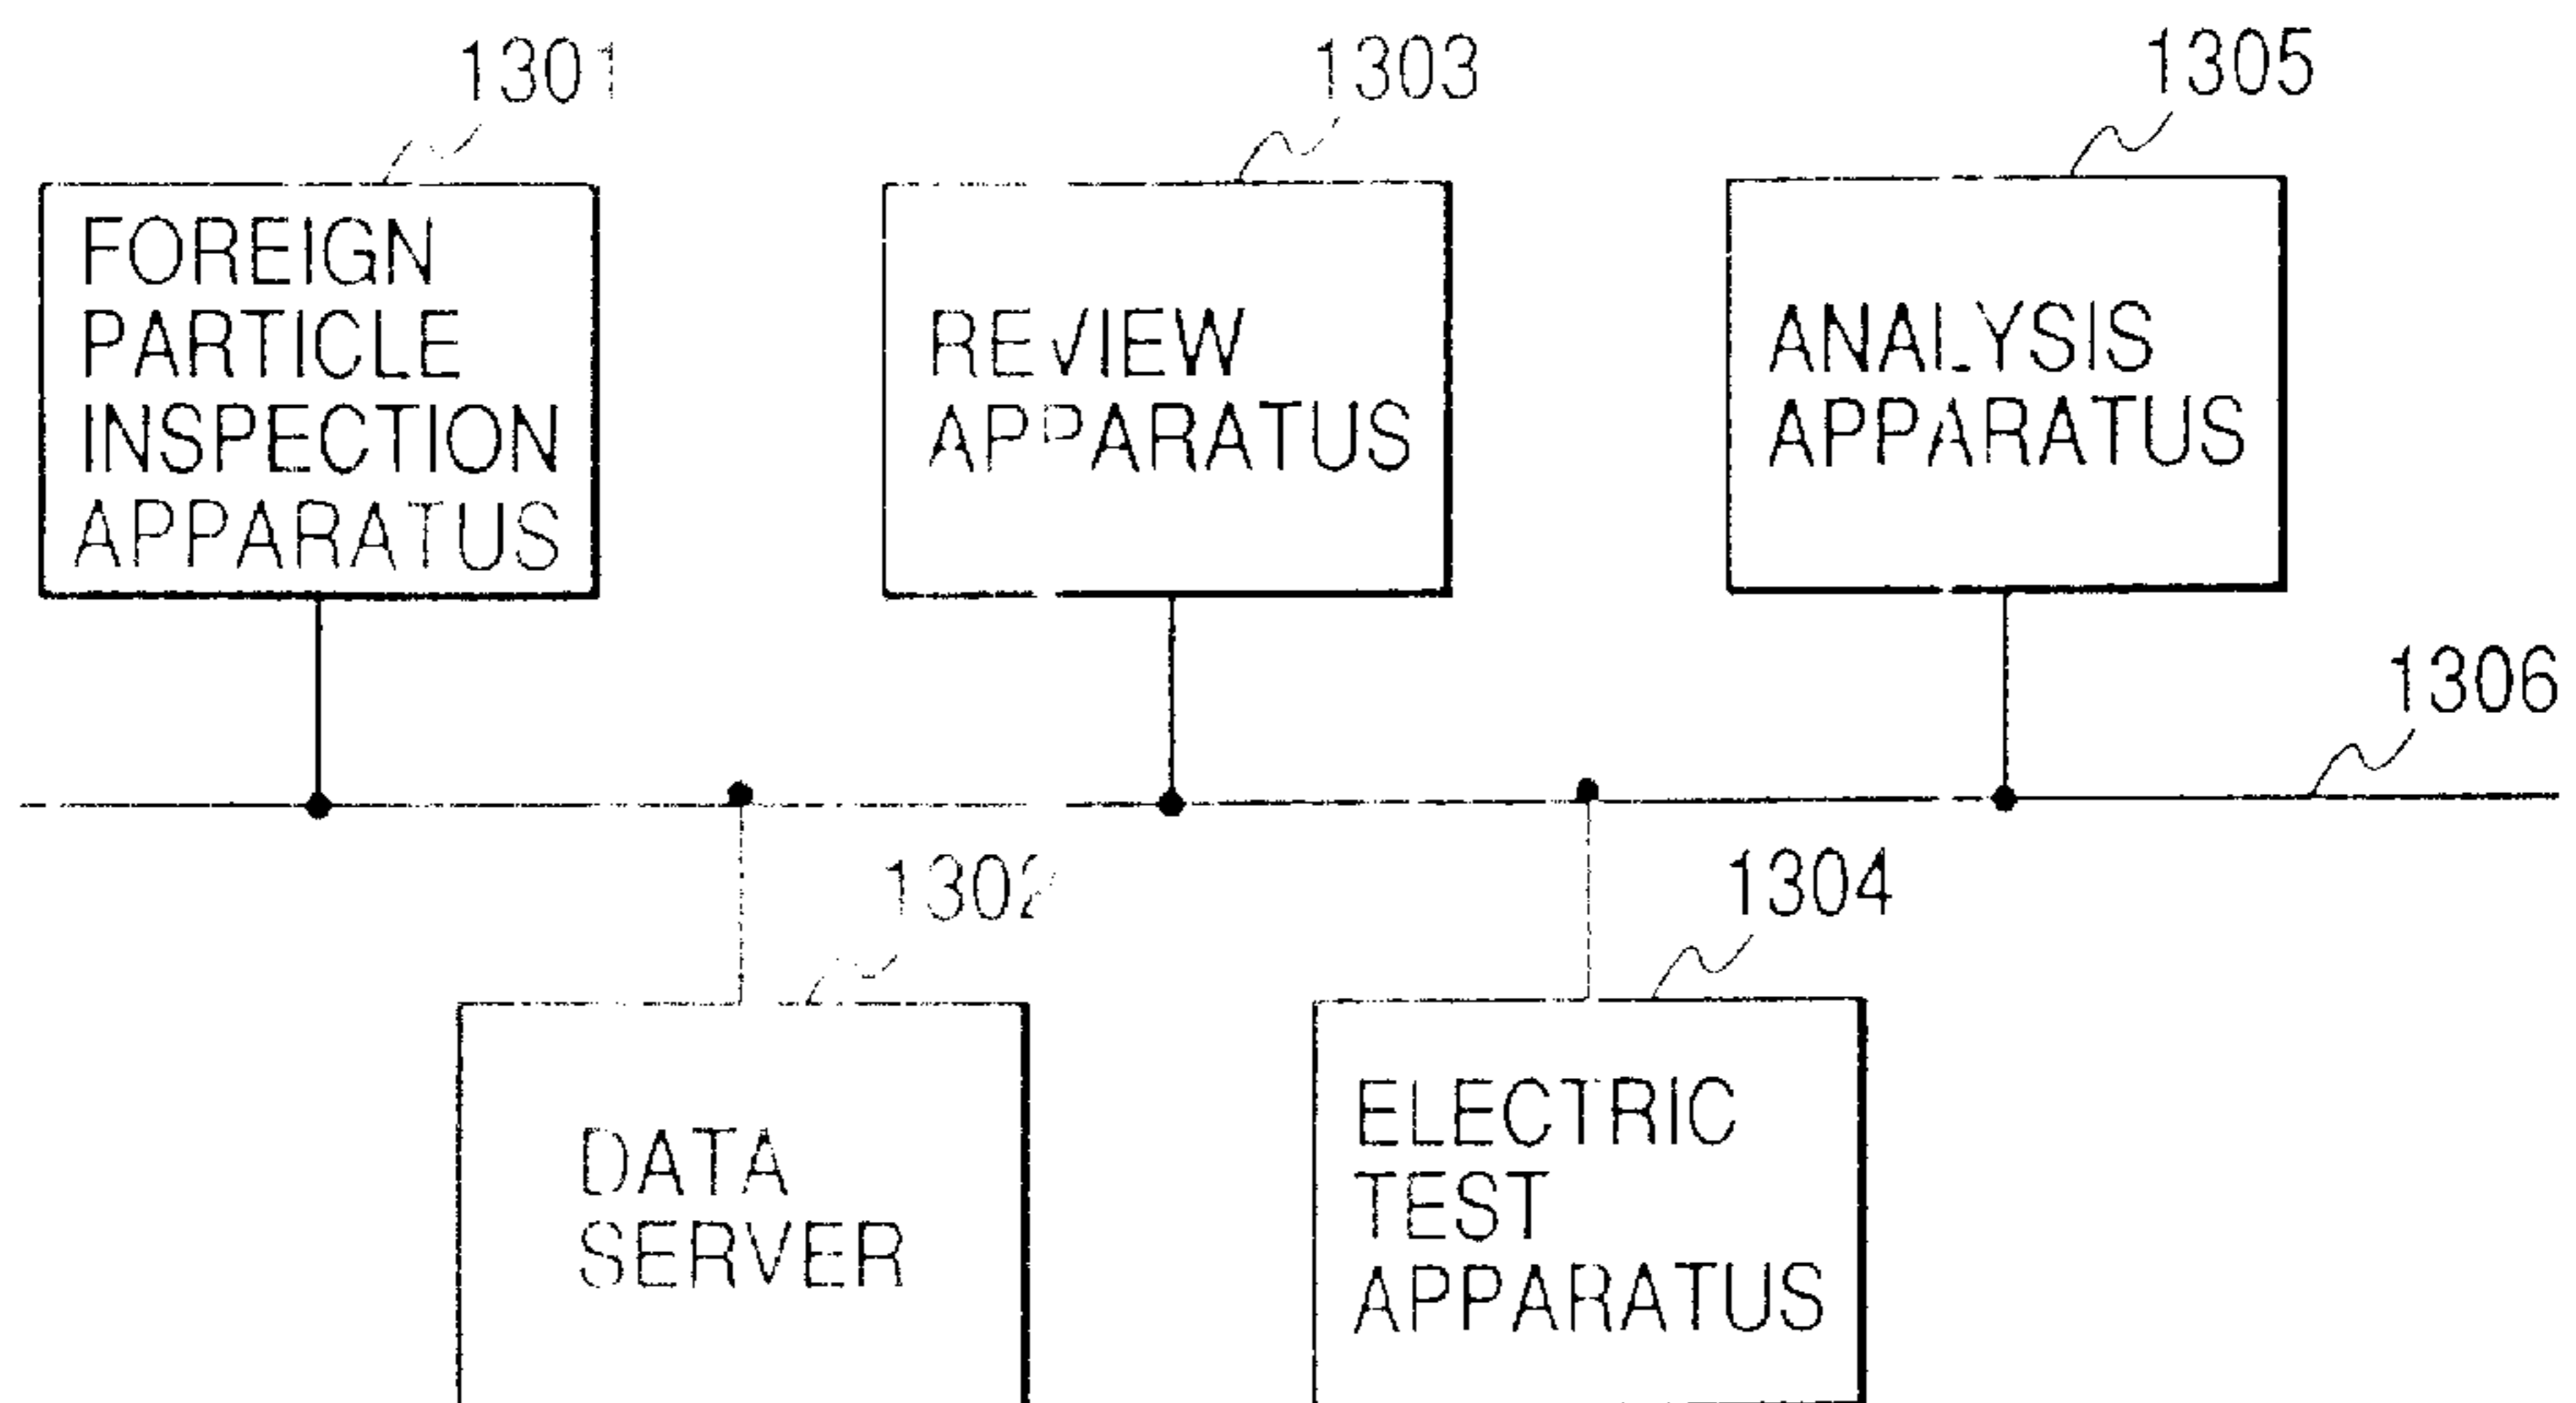 1301
1303
1305
FOREIGN
PARTICLE
INSPECTION
APPARATUS
REVIEW
APPARATUS
ANALYSIS
APPARATUS
1306
1302
1304
DATA
SERVER
ELECTRIC
TEST
APPARATUS